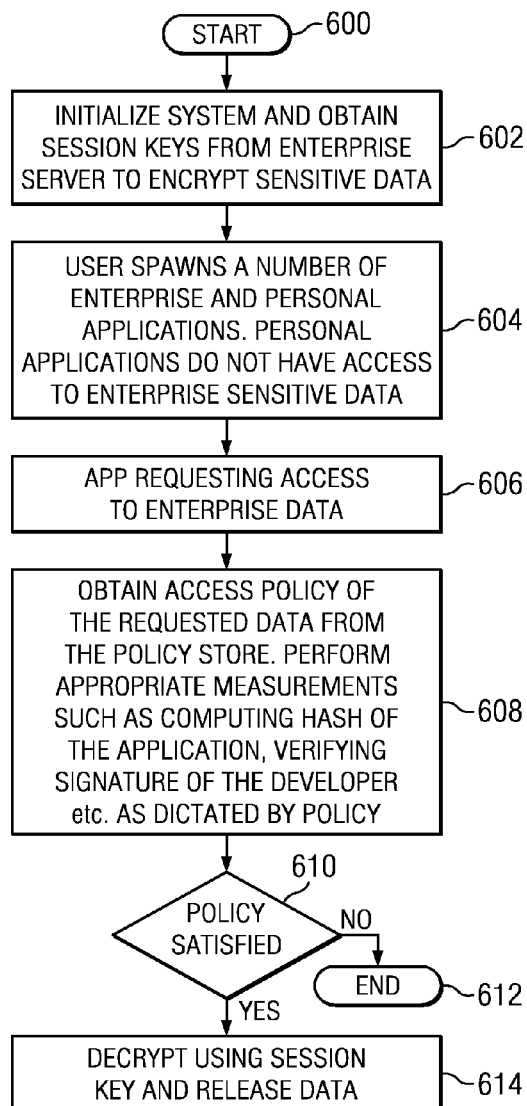 START
600
INITIALIZE SYSTEM AND OBTAIN
SESSION KEYS FROM ENTERPRISE
SERVER TO ENCRYPT SENSITIVE DATA
602
USER SPAWNS A NUMBER OF
ENTERPRISE AND PERSONAL
APPLICATIONS. PERSONAL
APPLICATIONS DO NOT HAVE ACCESS
TO ENTERPRISE SENSITIVE DATA
604
APP REQUESTING ACCESS
TO ENTERPRISE DATA
606
OBTAIN ACCESS POLICY OF
THE REQUESTED DATA FROM
THE POLICY STORE. PERFORM
APPROPRIATE MEASUREMENTS
SUCH AS COMPUTING HASH OF
THE APPLICATION, VERIFYING
SIGNATURE OF THE DEVELOPER
etc. AS DICTATED BY POLICY
608
610
POLICY
SATISFIED
NO
END
612
YES
DECRYPT USING SESSION
KEY AND RELEASE DATA
614